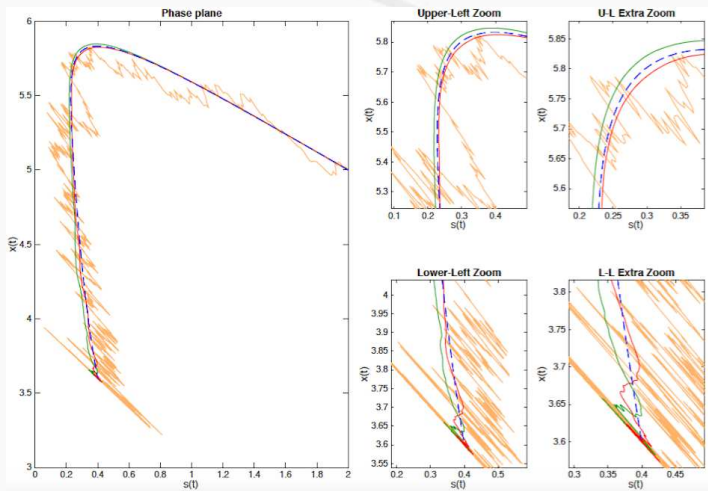 Phase plane
6
5.5
5
4.5
4
3.5
3
x(t)
0 0.2 0.4 0.6 0.8 1 1.2 1.4 1.6 1.8 2
s(t)
Upper-Left Zoom
5.8
5.7
5.6
5.5
5.4
5.3
x(t)
0.1 0.2 0.3 0.4
s(t)
U-L Extra Zoom
5.85
5.8
5.75
5.7
5.65
5.6
x(t)
0.2 0.25 0.3 0.35
s(t)
Lower-Left Zoom
4
3.95
3.9
3.85
3.8
3.75
3.7
3.65
3.6
3.55
x(t)
0.3 0.4 0.5
s(t)
L-L Extra Zoom
3.8
3.75
3.7
3.65
3.6
x(t)
0.3 0.35 0.4 0.45
s(t)